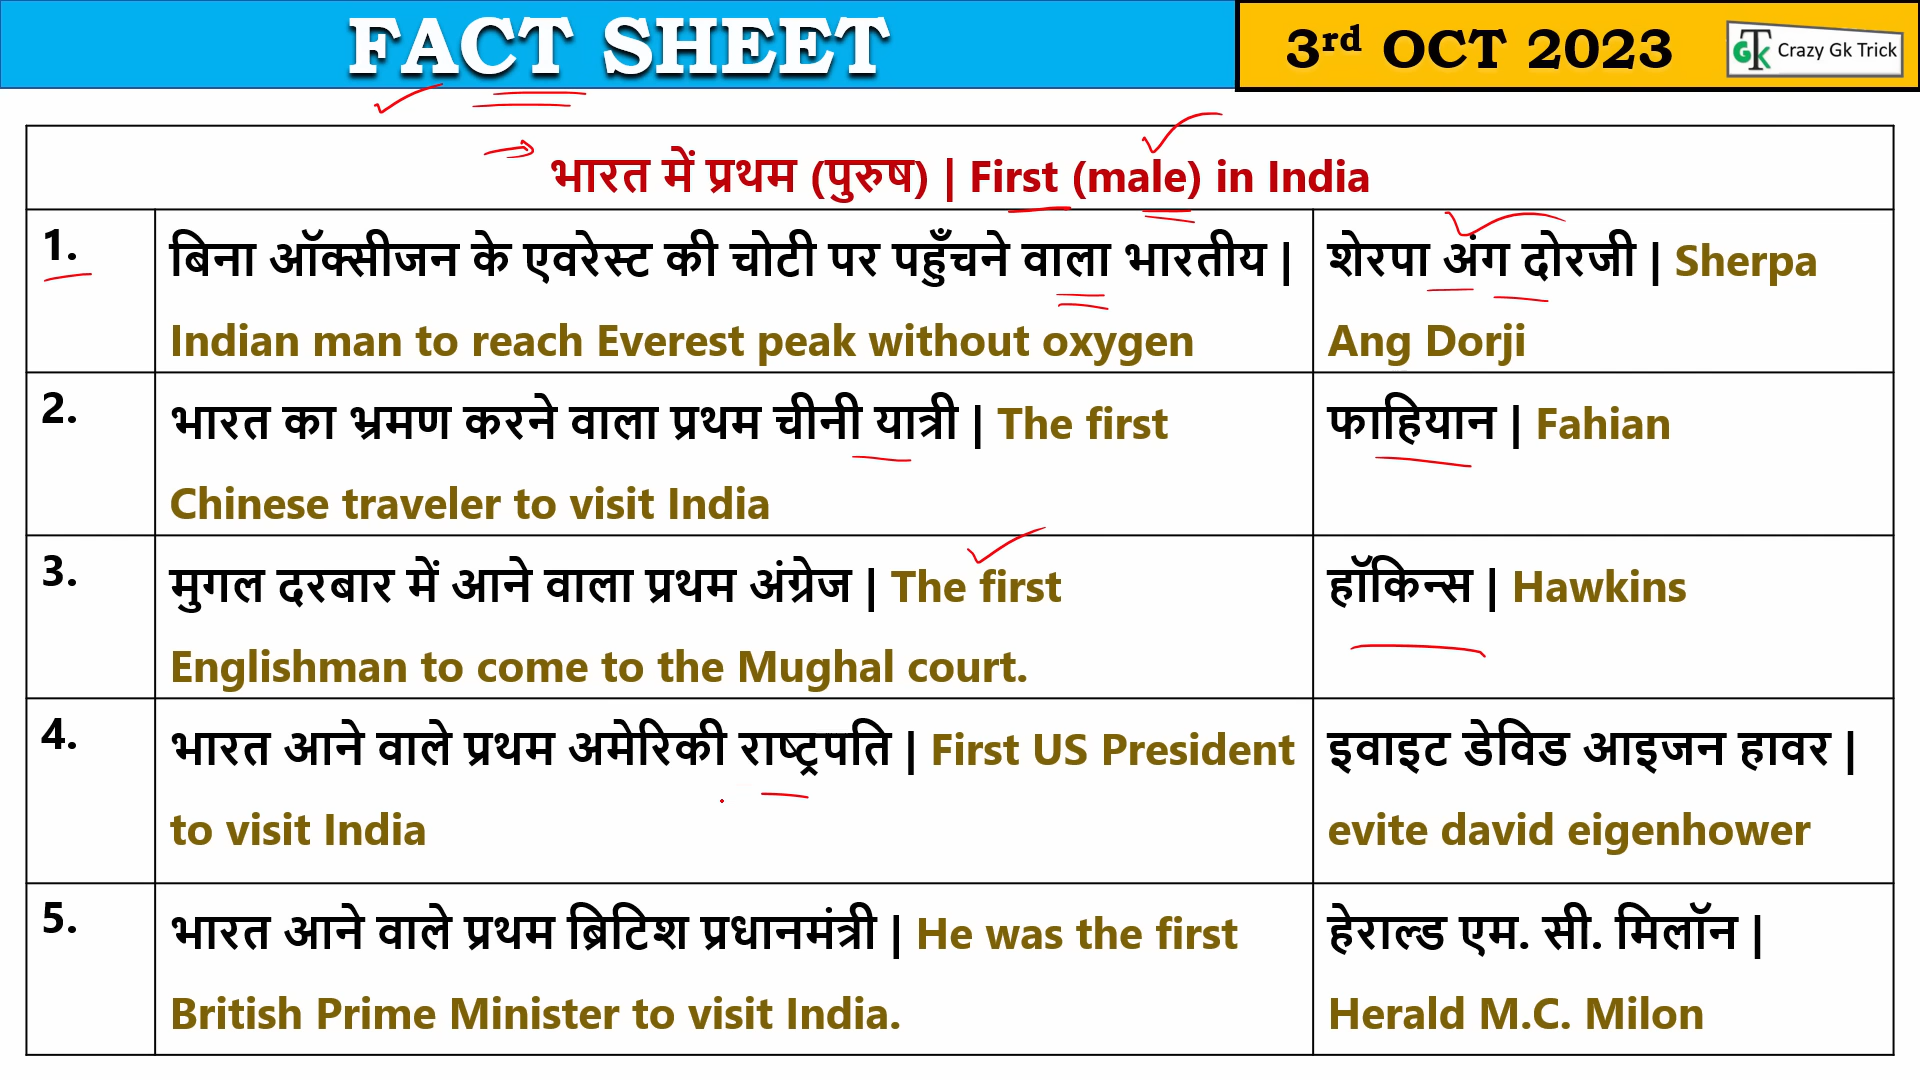 FACT SHEET
3rd OCT 2023
GTK Crazy Gk Trick
भारत में प्रथम (पुरुष) | First (male) in India
1.
बिना ऑक्सीजन के एवरेस्ट की चोटी पर पहुँचने वाला भारतीय |
Indian man to reach Everest peak without oxygen
शेरपा अंग दोरजी | Sherpa
Ang Dorji
2.
भारत का भ्रमण करने वाला प्रथम चीनी यात्री | The first
Chinese traveler to visit India
फाहियान | Fahian
3.
मुगल दरबार में आने वाला प्रथम अंग्रेज | The first
Englishman to come to the Mughal court.
हॉकिन्स | Hawkins
4.
भारत आने वाले प्रथम अमेरिकी राष्ट्रपति | First US President
to visit India
इवाइट डेविड आइजन हावर |
evite david eigenhower
5.
भारत आने वाले प्रथम ब्रिटिश प्रधानमंत्री | He was the first
British Prime Minister to visit India.
हेराल्ड एम. सी. मिलॉन |
Herald M.C. Milon